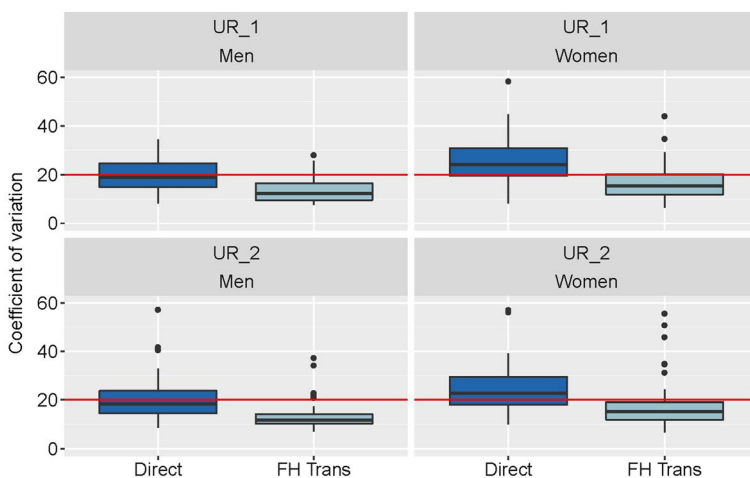 UR_1
Men
UR_1
Women
60
40
20
0
UR_2
Men
UR_2
Women
60
40
20
0
Coefficient of variation
Direct
FH Trans
Direct
FH Trans